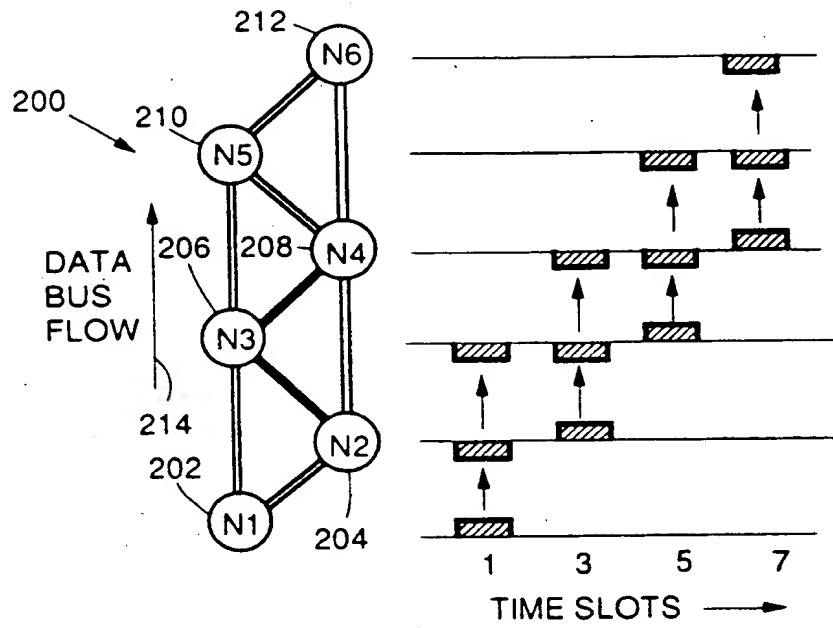 212
N6
200
210
N5
206
208
N4
DATA
BUS
FLOW
N3
214
N2
202
N1
204
1 3 5 7
TIME SLOTS